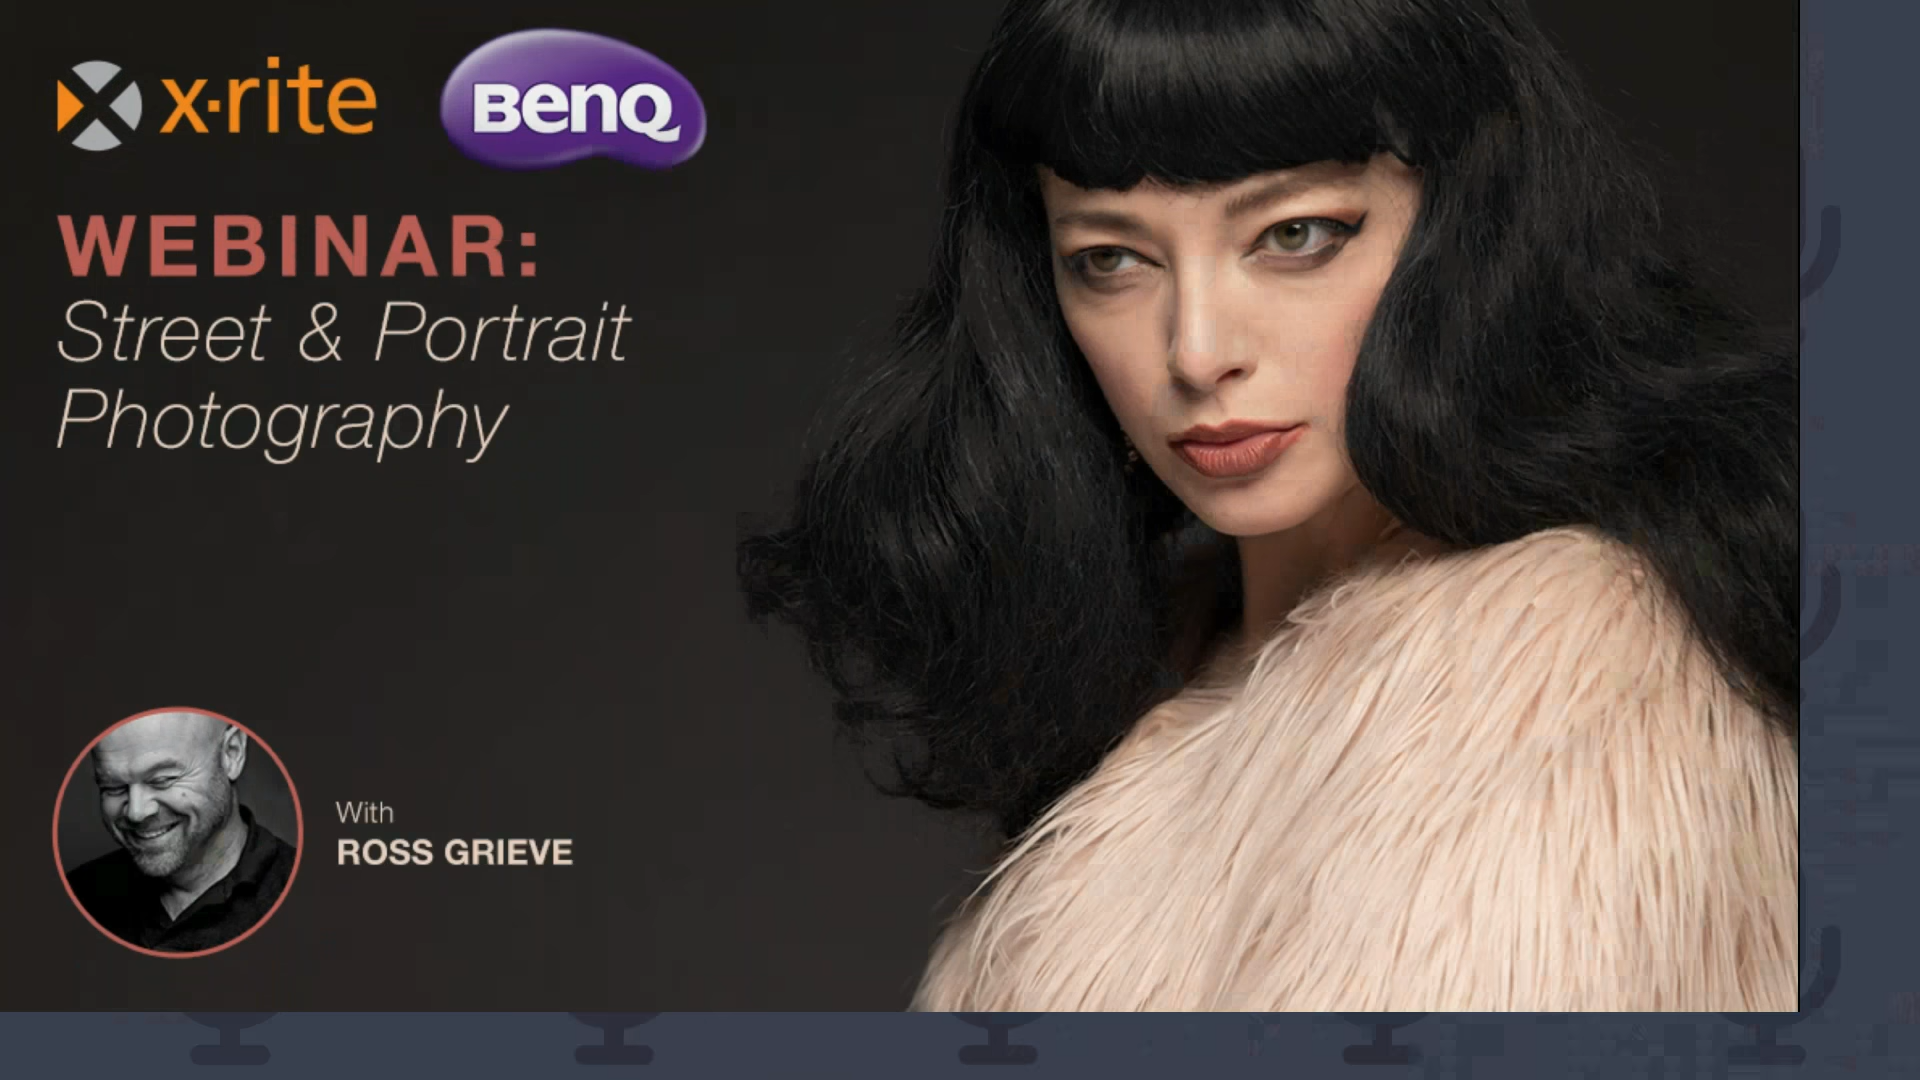 x·rite
BenQ
WEBINAR:
Street & Portrait
Photography
With
ROSS GRIEVE